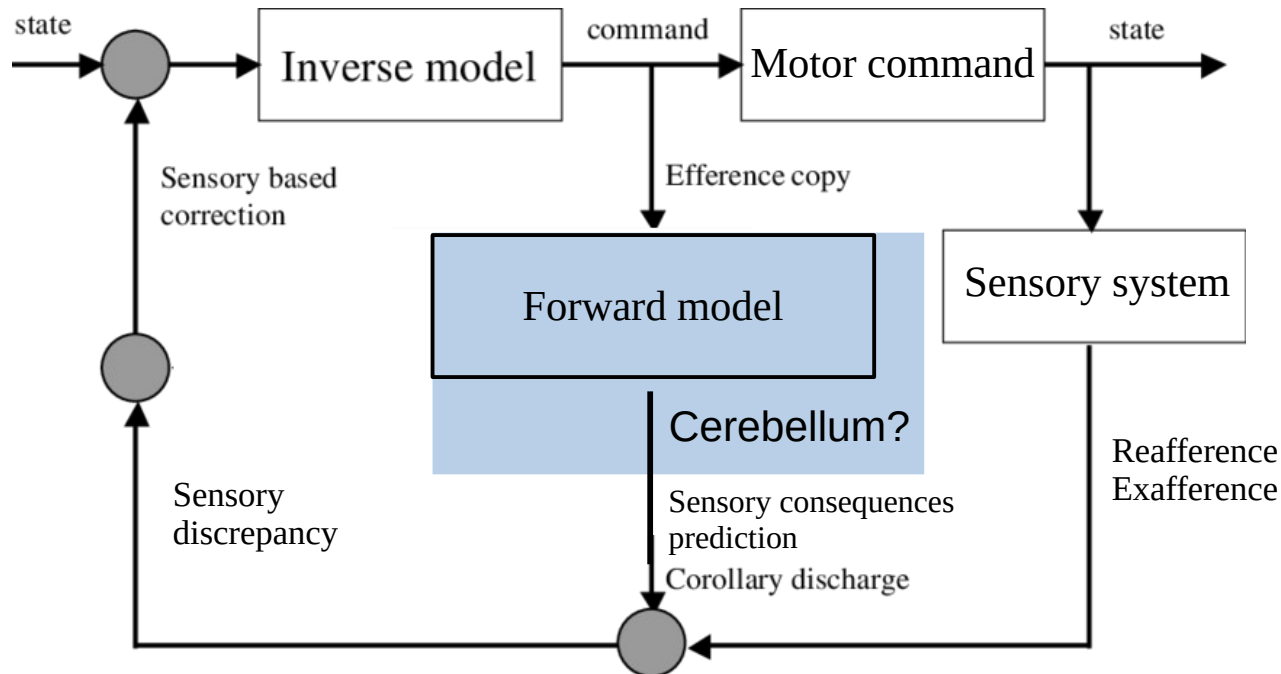 state
command
state
Inverse model
Motor command
Sensory based
correction
Efference copy
Forward model
Sensory system
Cerebellum?
Reafference
Exafference
Sensory
discrepancy
Sensory consequences
prediction
Corollary discharge